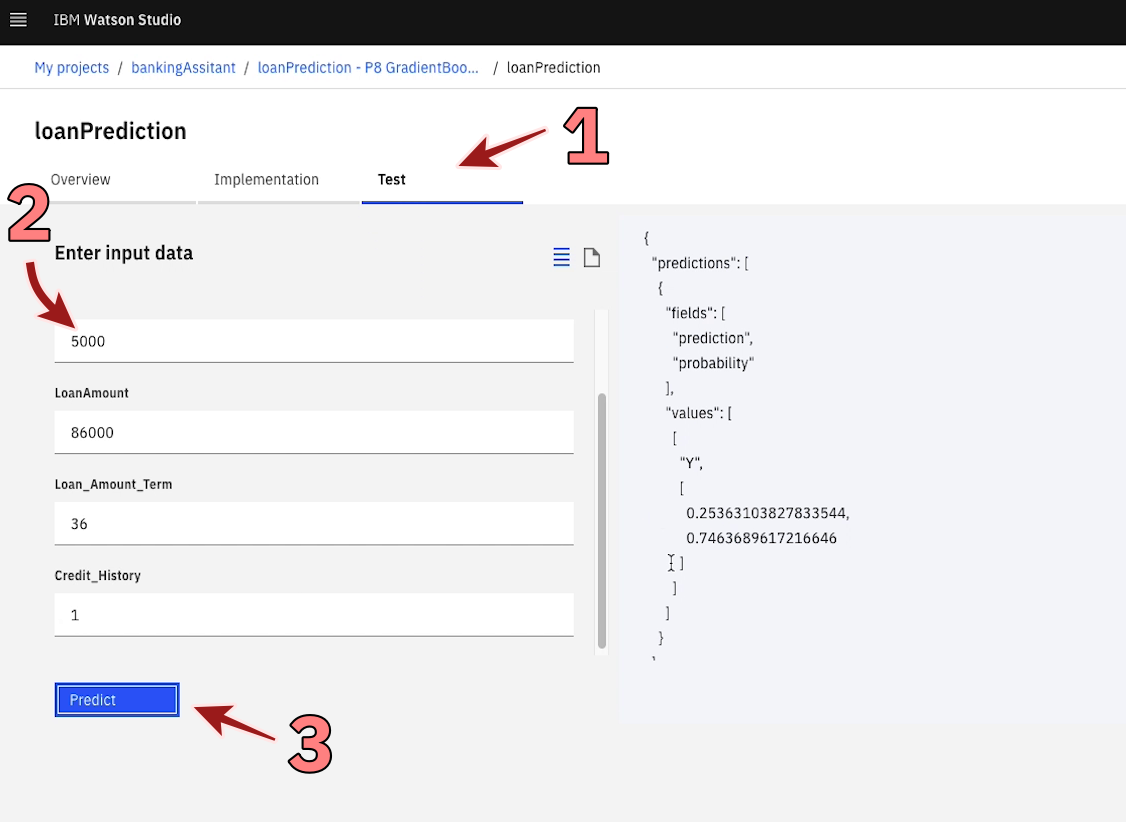 IBM Watson Studio
My projects / bankingAssitant / loanPrediction - P8 GradientBoo... / loanPrediction
loanPrediction
1
Overview Implementation Test
2
Enter input data
5000
LoanAmount
86000
Loan_Amount_Term
36
Credit_History
1
Predict
3
{
"predictions": [
{
"fields": [
"prediction",
"probability"
],
"values": [
[
"Y",
[
0.25363103827833544,
0.7463689617216646
]
]
]
}